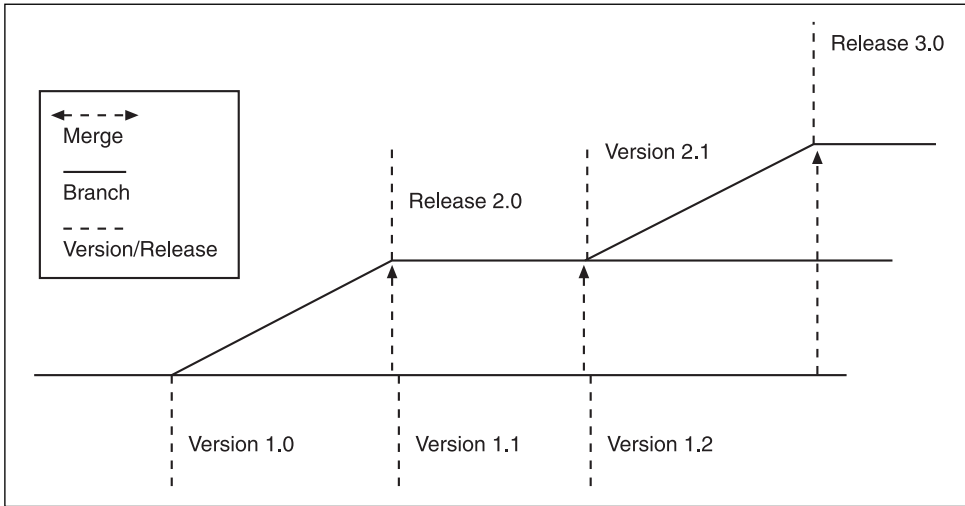 Release 3.0
Merge
Version 2.1
Branch
Release 2.0
Version/Release
Version 1.0
Version 1.1
Version 1.2